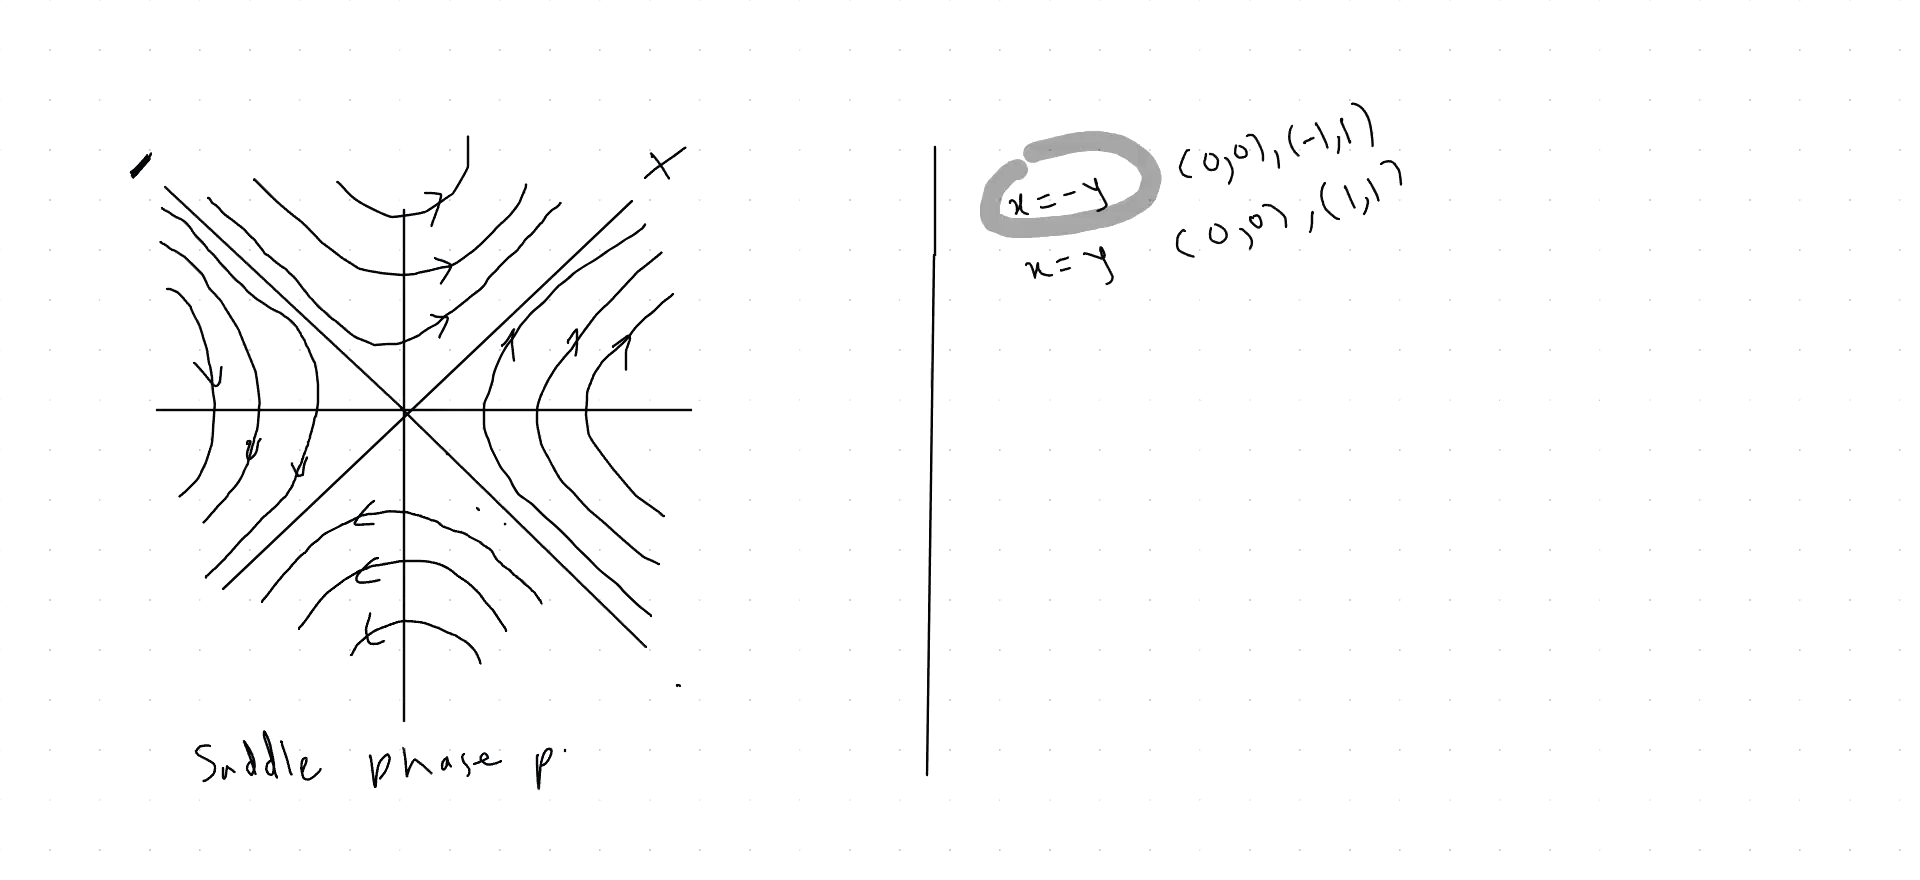 x = -y (0,0), (-1,1)
x = y (0,0), (1,1)
Saddle phase p.